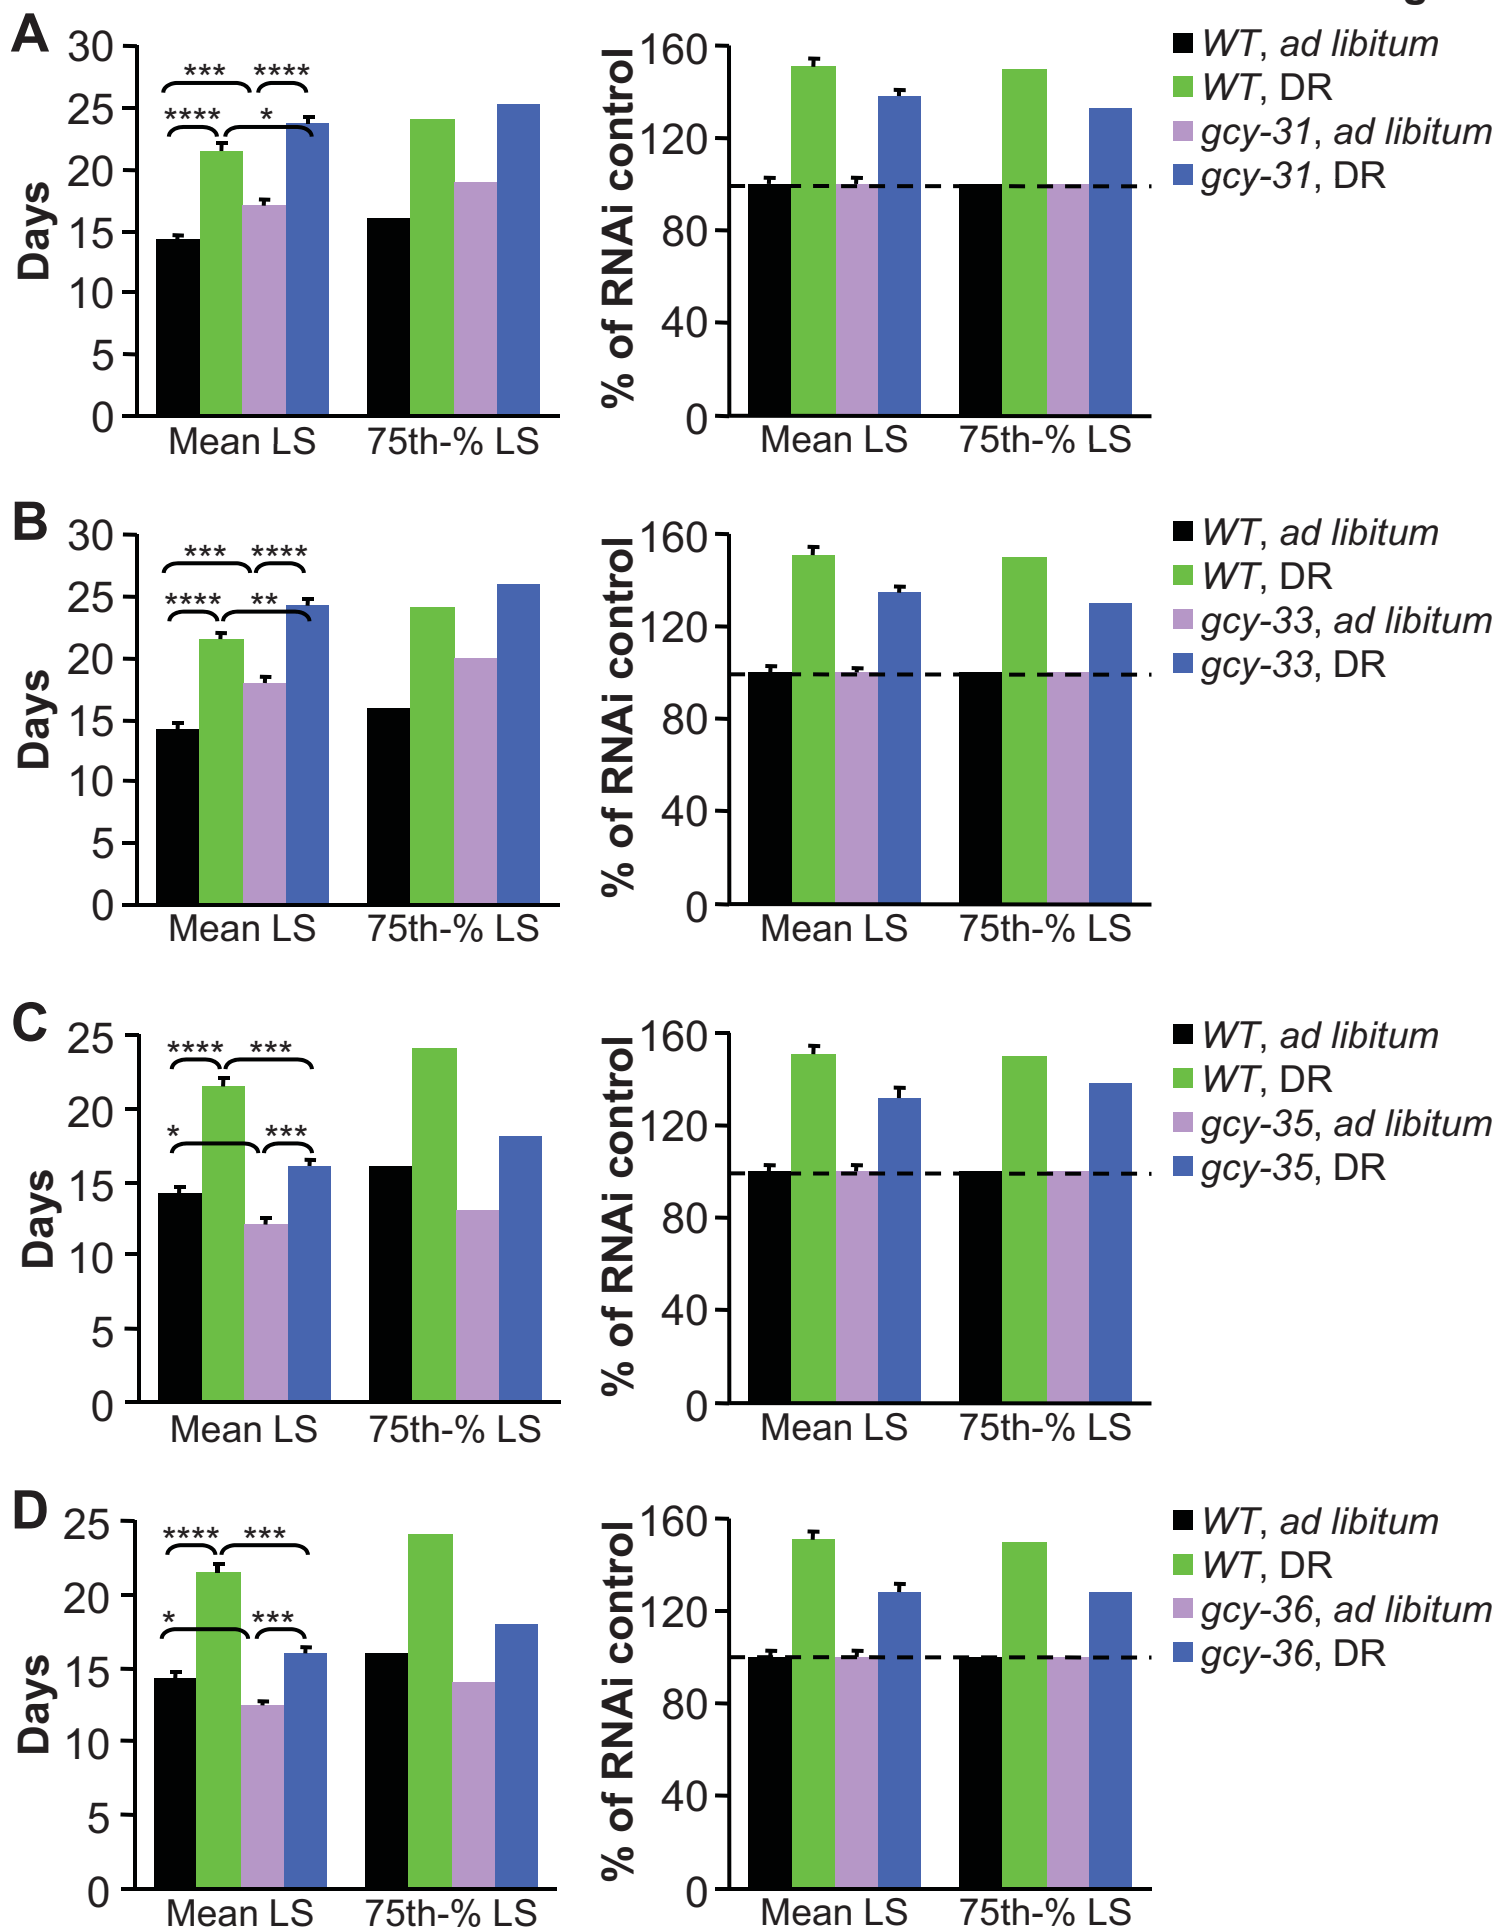 g
A
30
25
20
15
10
5
0
Days
*** ****
**** *
Mean LS 75th-% LS
160
120
80
40
0
% of RNAi control
Mean LS 75th-% LS
WT, ad libitum
WT, DR
gcy-31, ad libitum
gcy-31, DR
B
30
25
20
15
10
5
0
Days
*** ****
**** **
Mean LS 75th-% LS
160
120
80
40
0
% of RNAi control
Mean LS 75th-% LS
WT, ad libitum
WT, DR
gcy-33, ad libitum
gcy-33, DR
C
25
20
15
10
5
0
Days
**** ***
* ***
Mean LS 75th-% LS
160
120
80
40
0
% of RNAi control
Mean LS 75th-% LS
WT, ad libitum
WT, DR
gcy-35, ad libitum
gcy-35, DR
D
25
20
15
10
5
0
Days
**** ***
* ***
Mean LS 75th-% LS
160
120
80
40
0
% of RNAi control
Mean LS 75th-% LS
WT, ad libitum
WT, DR
gcy-36, ad libitum
gcy-36, DR